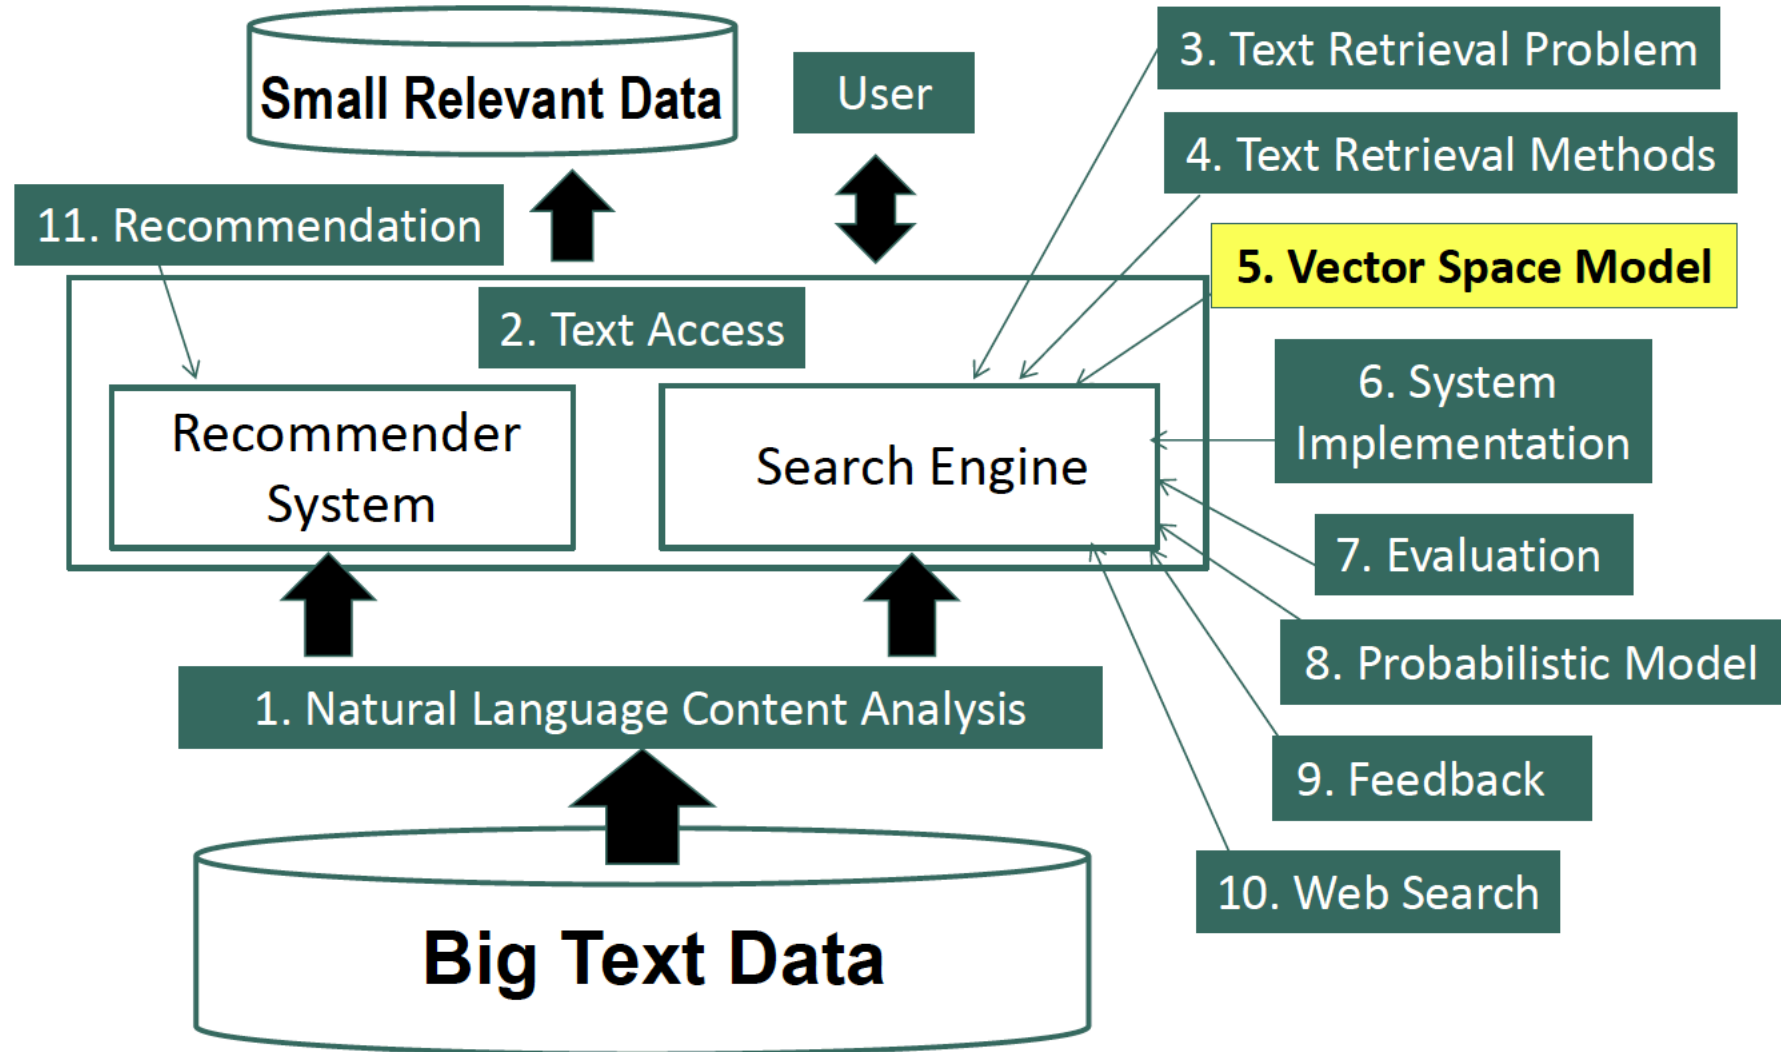 Small Relevant Data
User
3. Text Retrieval Problem
4. Text Retrieval Methods
11. Recommendation
5. Vector Space Model
2. Text Access
Recommender
System
Search Engine
6. System
Implementation
7. Evaluation
8. Probabilistic Model
1. Natural Language Content Analysis
9. Feedback
10. Web Search
Big Text Data